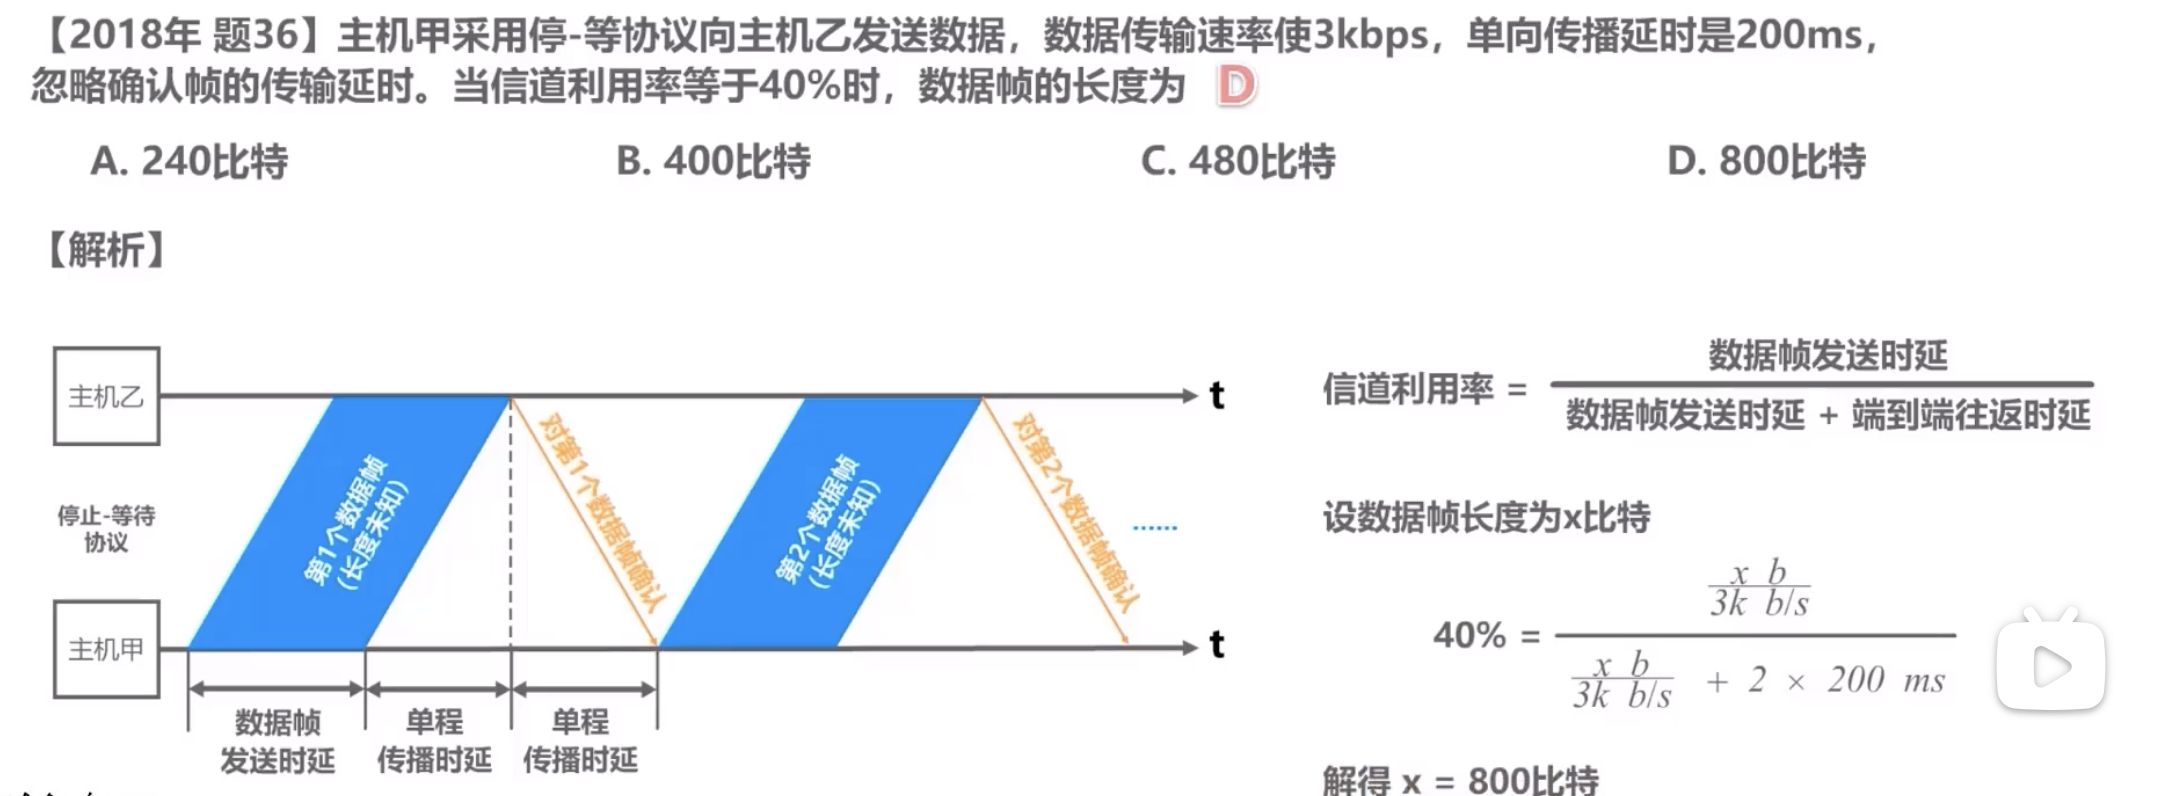 【2018年 题36】主机甲采用停-等协议向主机乙发送数据，数据传输速率使3kbps，单向传播延时是200ms，
忽略确认帧的传输延时。当信道利用率等于40%时，数据帧的长度为 D
A. 240比特 B. 400比特 C. 480比特 D. 800比特
【解析】
主机乙
t
第1个数据帧
（长度未知）
对第1个数据帧确认
第2个数据帧
（长度未知）
对第2个数据帧确认
......
停止-等待
协议
主机甲
t
数据帧
发送时延
单程
传播时延
单程
传播时延
数据帧发送时延
信道利用率 =
数据帧发送时延 + 端到端往返时延
设数据帧长度为x比特
x b
3k b/s
40% =
x b
3k b/s
+ 2 × 200 ms
解得 x = 800比特